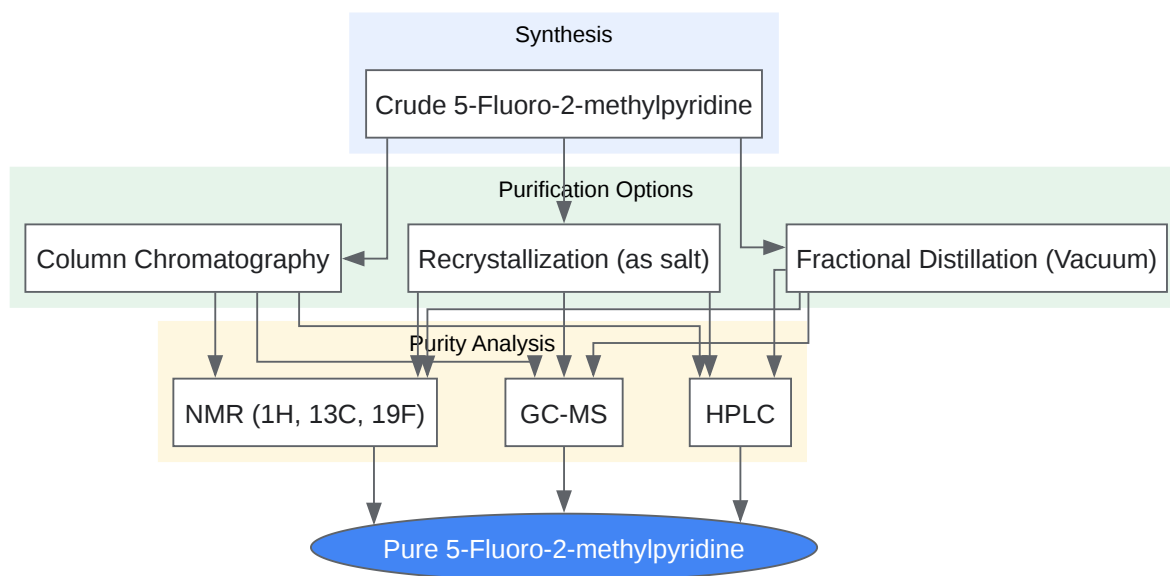 Synthesis
Crude 5-Fluoro-2-methylpyridine
Purification Options
Column Chromatography
Recrystallization (as salt)
Fractional Distillation (Vacuum)
Purity Analysis
NMR (1H, 13C, 19F)
GC-MS
HPLC
Pure 5-Fluoro-2-methylpyridine